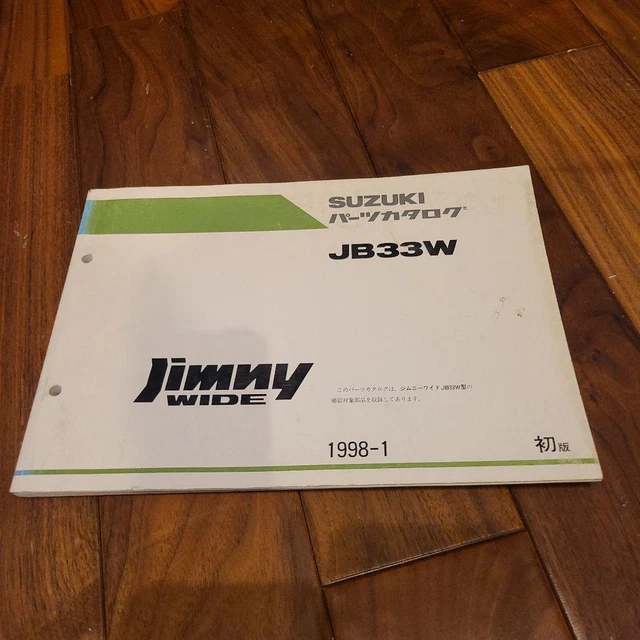 SUZUKI
パーツカタログ
JB33W
Jimny
WIDE
このパーツカタログは、ジムニーワイドJB33W型の
補給対象部品を収録してあります。
1998-1
初版